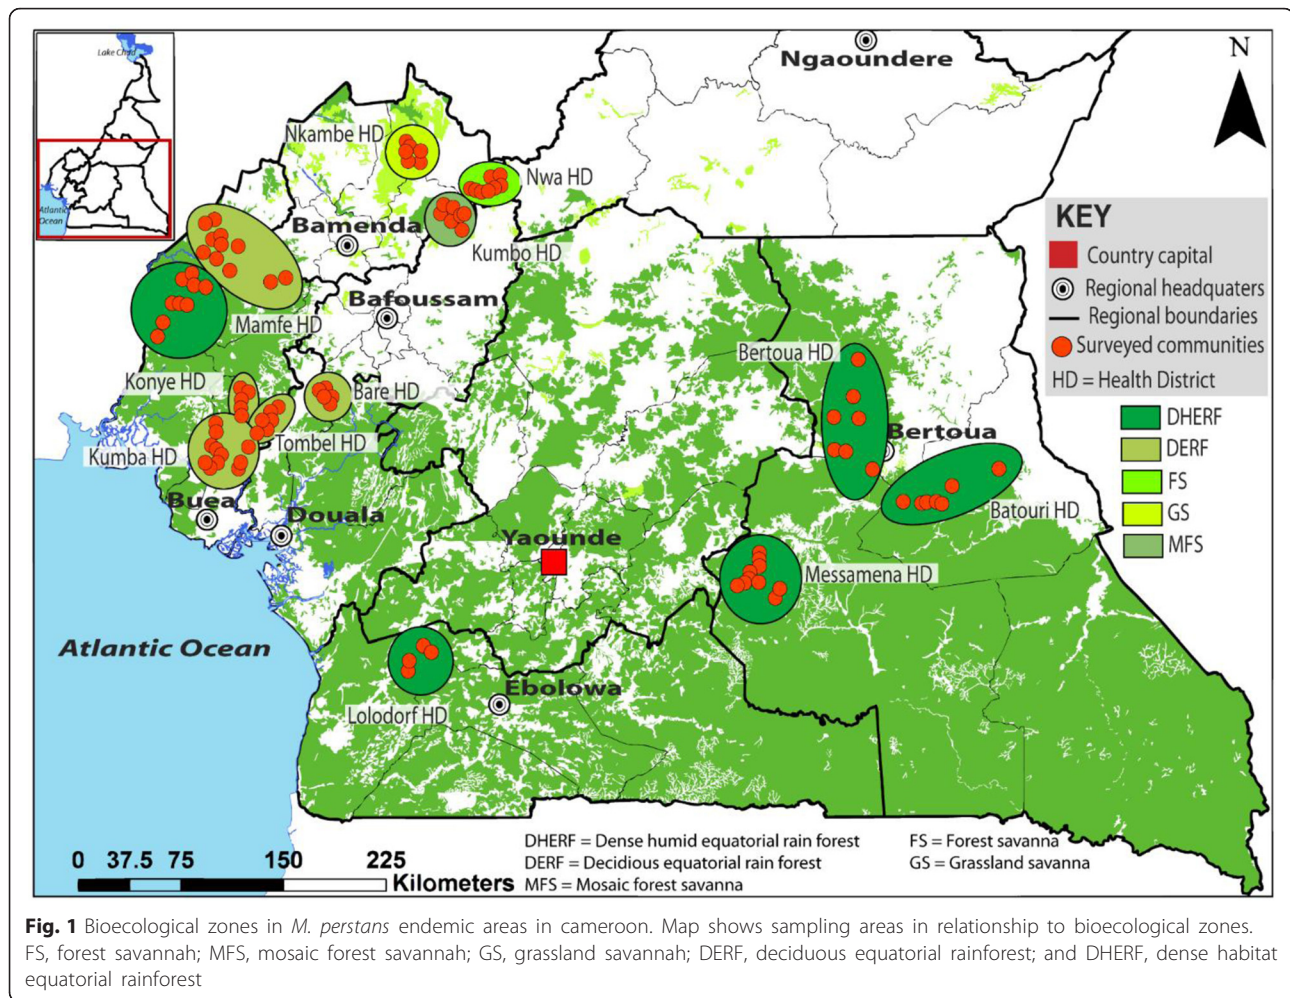 Lake Chad
Atlantic
Ocean
Ngaoundere
N
Nkambe HD
Nwa HD
Bamenda
Kumbo HD
KEY
Country capital
Regional headquaters
Regional boundaries
Surveyed communities
HD = Health District
DHERF
DERF
FS
GS
MFS
Bafoussam
Mamfe HD
Bertoua HD
Konye HD
Bare HD
Tombel HD
Kumba HD
Bertoua
Buea
Douala
Batouri HD
Yaounde
Messamena HD
Atlantic Ocean
Ebolowa
Lolodorf HD
DHERF = Dense humid equatorial rain forest
FS = Forest savanna
DERF = Decidious equatorial rain forest
GS = Grassland savanna
MFS = Mosaic forest savanna
0 37.5 75 150 225
Kilometers
Fig. 1 Bioecological zones in M. perstans endemic areas in cameroon. Map shows sampling areas in relationship to bioecological zones.
FS, forest savannah; MFS, mosaic forest savannah; GS, grassland savannah; DERF, deciduous equatorial rainforest; and DHERF, dense habitat
equatorial rainforest